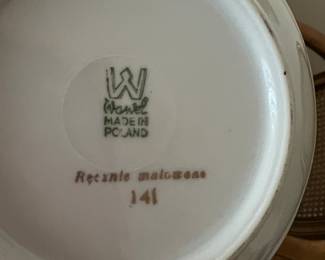 W
Wawel
MADE IN
POLAND
Ręcznie malowane
141